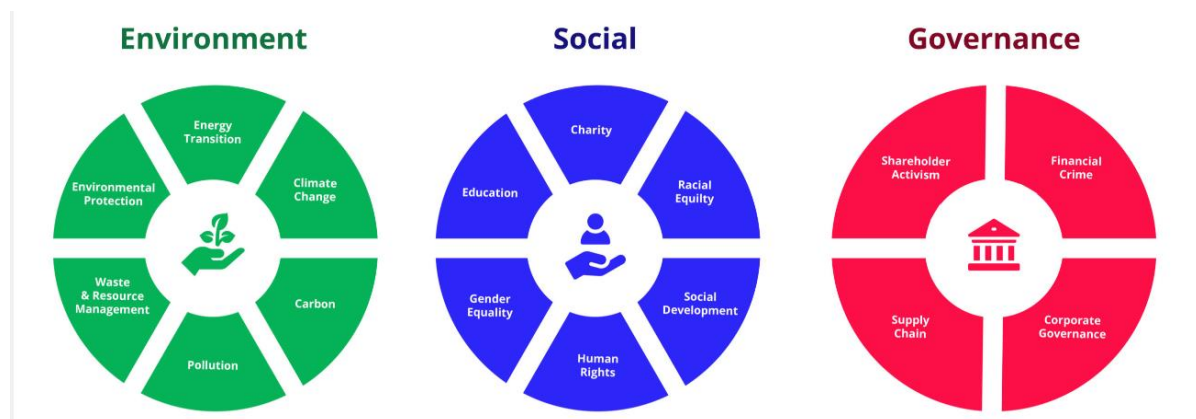 Environment
Energy
Transition
Climate
Change
Carbon
Pollution
Waste
& Resource
Management
Environmental
Protection
Social
Charity
Racial
Equilty
Social
Development
Human
Rights
Gender
Equality
Education
Governance
Financial
Crime
Corporate
Governance
Supply
Chain
Shareholder
Activism